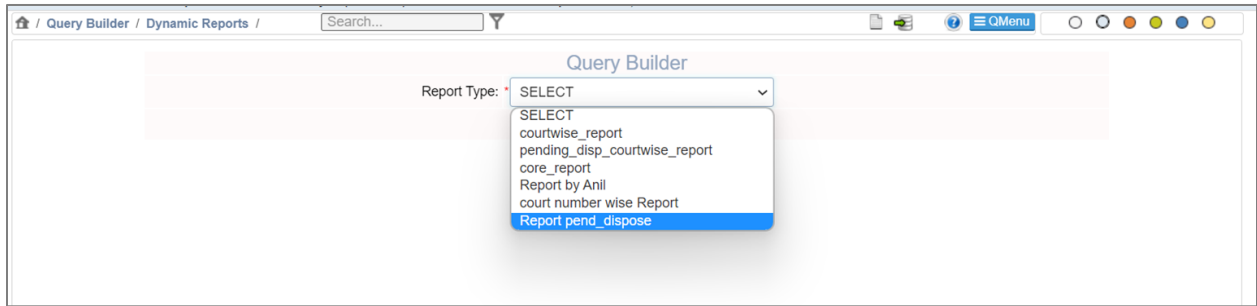 / Query Builder / Dynamic Reports /
Search...
QMenu
Query Builder
Report Type: * SELECT
SELECT
courtwise_report
pending_disp_courtwise_report
core_report
Report by Anil
court number wise Report
Report pend_dispose